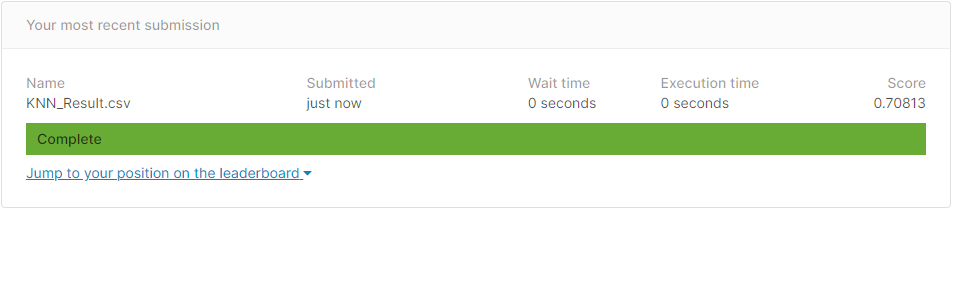 Your most recent submission
Name Submitted Wait time Execution time Score
KNN_Result.csv just now 0 seconds 0 seconds 0.70813
Complete
Jump to your position on the leaderboard